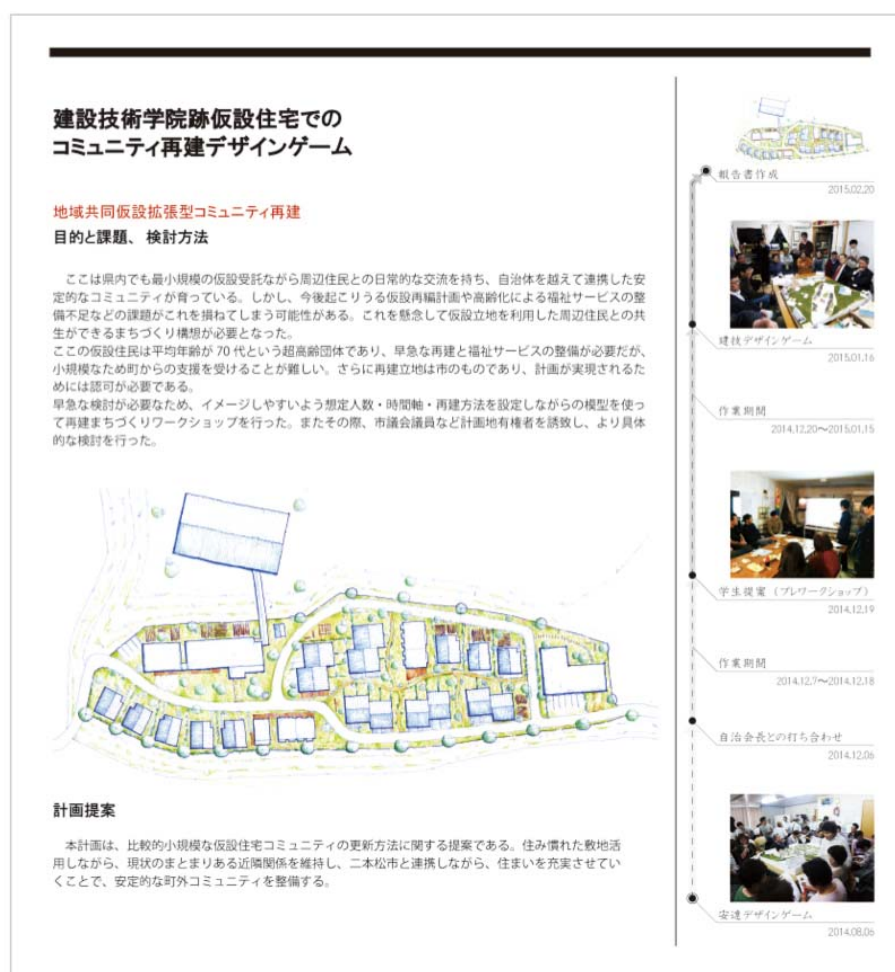 建設技術学院跡仮設住宅での
コミュニティ再建デザインゲーム
地域共同仮設拡張型コミュニティ再建
目的と課題、検討方法
ここは県内でも最小規模の仮設受託ながら周辺住民との日常的な交流を持ち、自治体を越えて連携した安
定的なコミュニティが育っている。しかし、今後起こりうる仮設再編計画や高齢化による福祉サービスの整
備不足などの課題がこれを損ねてしまう可能性がある。これを懸念して仮設立地を利用した周辺住民との共
生ができるまちづくり構想が必要となった。
ここの仮設住民は平均年齢が 70 代という超高齢団体であり、早急な再建と福祉サービスの整備が必要だが、
小規模なため町からの支援を受けることが難しい。さらに再建立地は市のものであり、計画が実現されるた
めには認可が必要である。
早急な検討が必要なため、イメージしやすいよう想定人数・時間軸・再建方法を設定しながらの模型を使っ
て再建まちづくりワークショップを行った。またその際、市議会議員など計画地有権者を誘致し、より具体
的な検討を行った。
計画提案
本計画は、比較的小規模な仮設住宅コミュニティの更新方法に関する提案である。住み慣れた敷地活
用しながら、現状のまとまりある近隣関係を維持し、二本松市と連携しながら、住まいを充実させてい
くことで、安定的な町外コミュニティを整備する。
報告書作成
2015.02.20
建技デザインゲーム
2015.01.16
作業期間
2014.12.20〜2015.01.15
学生提案（プレワークショップ）
2014.12.19
作業期間
2014.12.7〜2014.12.18
自治会長との打ち合わせ
2014.12.06
安達デザインゲーム
2014.08.06